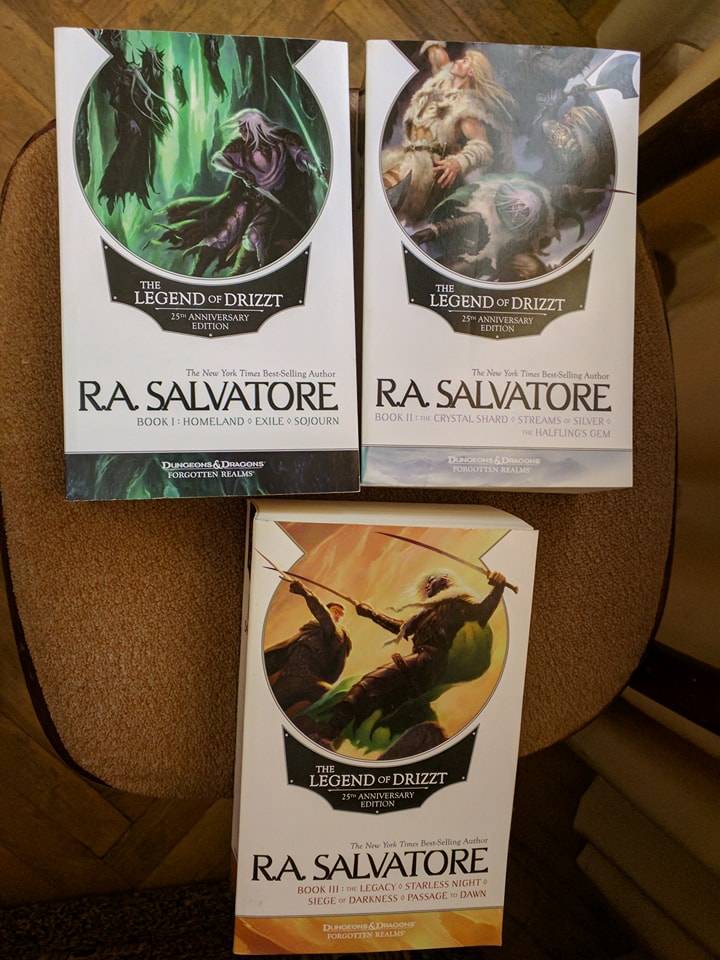 THE
LEGEND OF DRIZZT
25TH ANNIVERSARY
EDITION
The New York Times Best-Selling Author
R.A. SALVATORE
BOOK I : HOMELAND ◊ EXILE ◊ SOJOURN
DUNGEONS & DRAGONS®
FORGOTTEN REALMS®
THE
LEGEND OF DRIZZT
25TH ANNIVERSARY
EDITION
The New York Times Best-Selling Author
R.A. SALVATORE
BOOK II : THE CRYSTAL SHARD ◊ STREAMS OF SILVER ◊
THE HALFLING'S GEM
DUNGEONS & DRAGONS®
FORGOTTEN REALMS®
THE
LEGEND OF DRIZZT
25TH ANNIVERSARY
EDITION
The New York Times Best-Selling Author
R.A. SALVATORE
BOOK III : THE LEGACY ◊ STARLESS NIGHT ◊
SIEGE OF DARKNESS ◊ PASSAGE TO DAWN
DUNGEONS & DRAGONS®
FORGOTTEN REALMS®